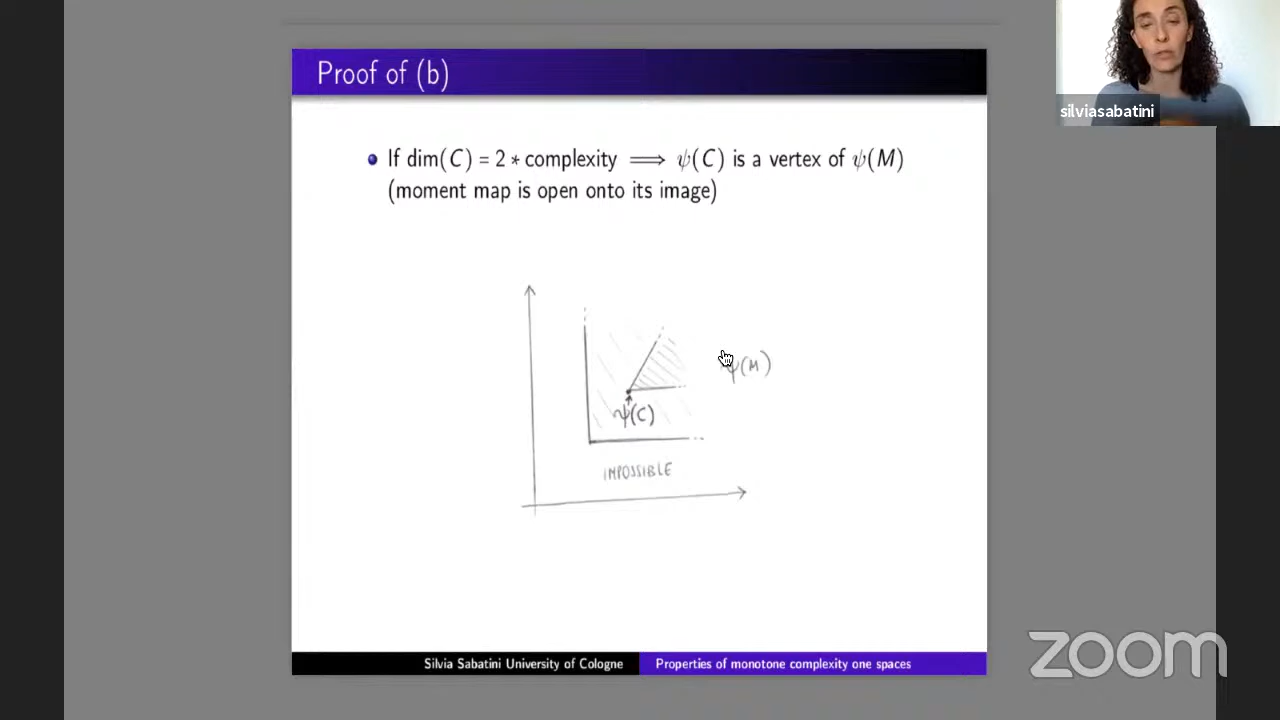 Proof of (b)
silviasabatini
If dim(C) = 2 * complexity ⟹ ψ(C) is a vertex of ψ(M)
(moment map is open onto its image)
ψ(M)
ψ(C)
IMPOSSIBLE
Silvia Sabatini University of Cologne
Properties of monotone complexity one spaces
zoom